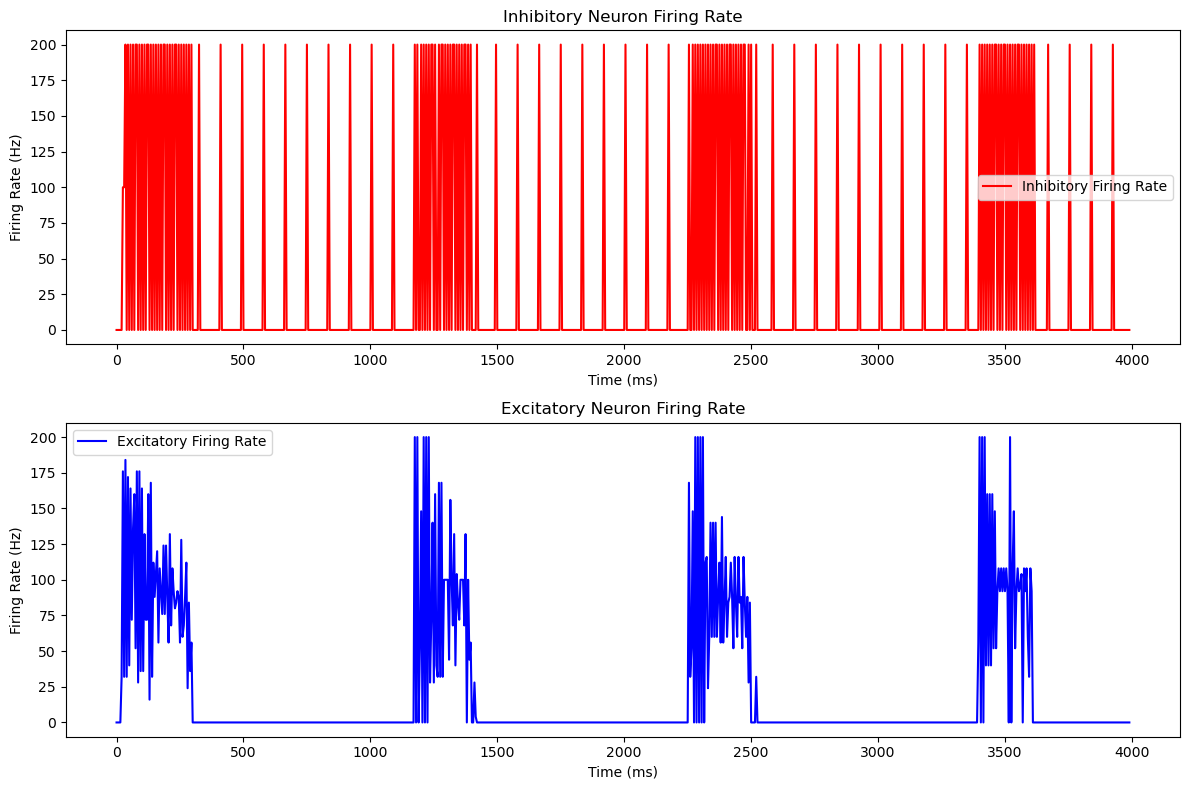 Inhibitory Neuron Firing Rate
Firing Rate (Hz)
200
175
150
125
100
75
50
25
0
Inhibitory Firing Rate
0 500 1000 1500 2000 2500 3000 3500 4000
Time (ms)
Excitatory Neuron Firing Rate
Firing Rate (Hz)
200
175
150
125
100
75
50
25
0
Excitatory Firing Rate
0 500 1000 1500 2000 2500 3000 3500 4000
Time (ms)